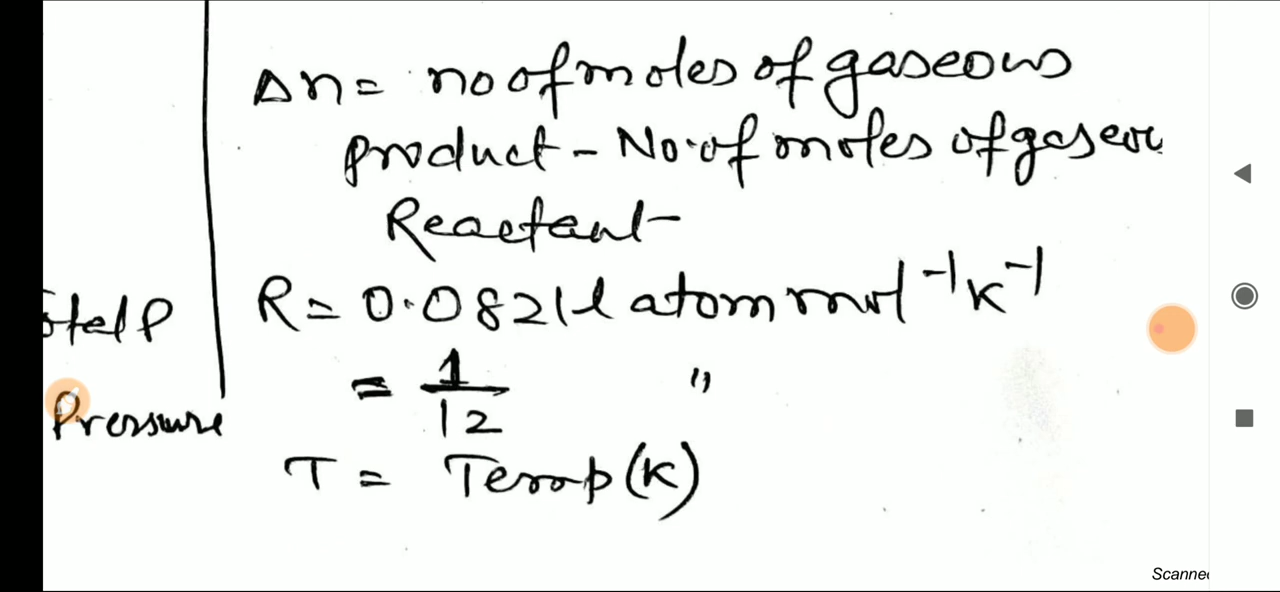 Δn = no of moles of gaseous
product - No. of moles of gaseou
Reactant
R = 0.0821 l atom mol⁻¹ K⁻¹
= 1/12 "
Total P
Pressure
T = Temp (K)
Scanne